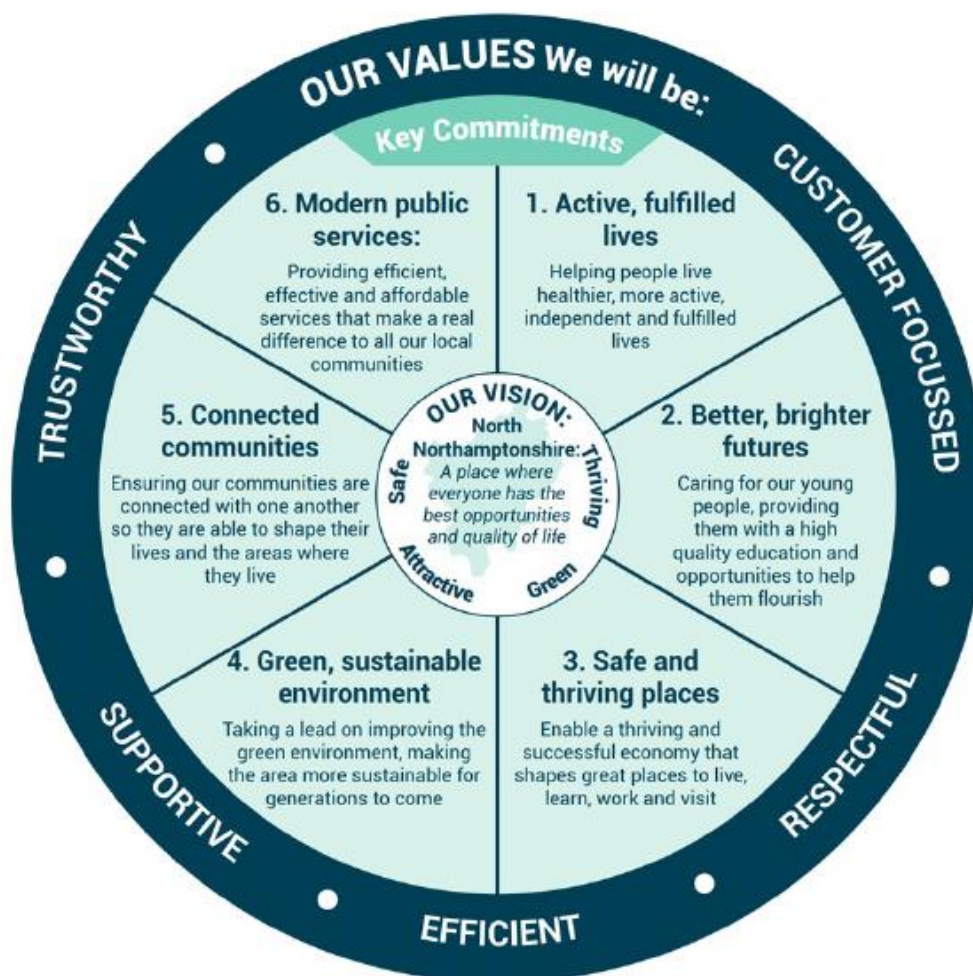 OUR VALUES We will be:
CUSTOMER FOCUSSED
RESPECTFUL
EFFICIENT
SUPPORTIVE
TRUSTWORTHY
Key Commitments
1. Active, fulfilled
lives
Helping people live
healthier, more active,
independent and fulfilled
lives
2. Better, brighter
futures
Caring for our young
people, providing
them with a high
quality education and
opportunities to help
them flourish
3. Safe and
thriving places
Enable a thriving and
successful economy that
shapes great places to live,
learn, work and visit
4. Green, sustainable
environment
Taking a lead on improving the
green environment, making
the area more sustainable for
generations to come
5. Connected
communities
Ensuring our communities are
connected with one another
so they are able to shape their
lives and the areas where
they live
6. Modern public
services:
Providing efficient,
effective and affordable
services that make a real
difference to all our local
communities
OUR VISION:
North
Northamptonshire:
A place where
everyone has the
best opportunities
and quality of life
Safe
Attractive
Green
Thriving